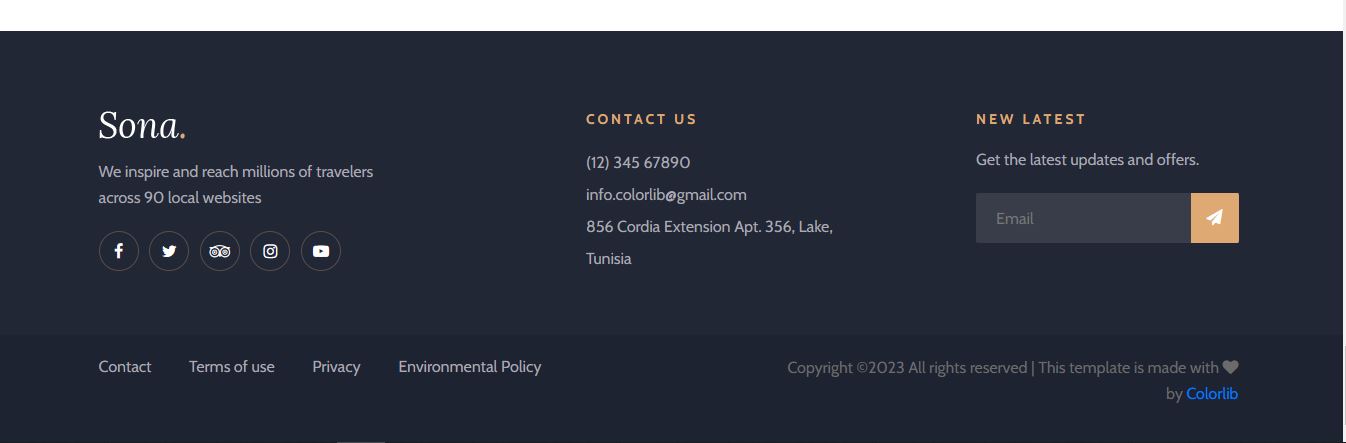 Sona.
We inspire and reach millions of travelers
across 90 local websites
CONTACT US
(12) 345 67890
info.colorlib@gmail.com
856 Cordia Extension Apt. 356, Lake,
Tunisia
NEW LATEST
Get the latest updates and offers.
Email
Contact Terms of use Privacy Environmental Policy
Copyright ©2023 All rights reserved | This template is made with
by Colorlib